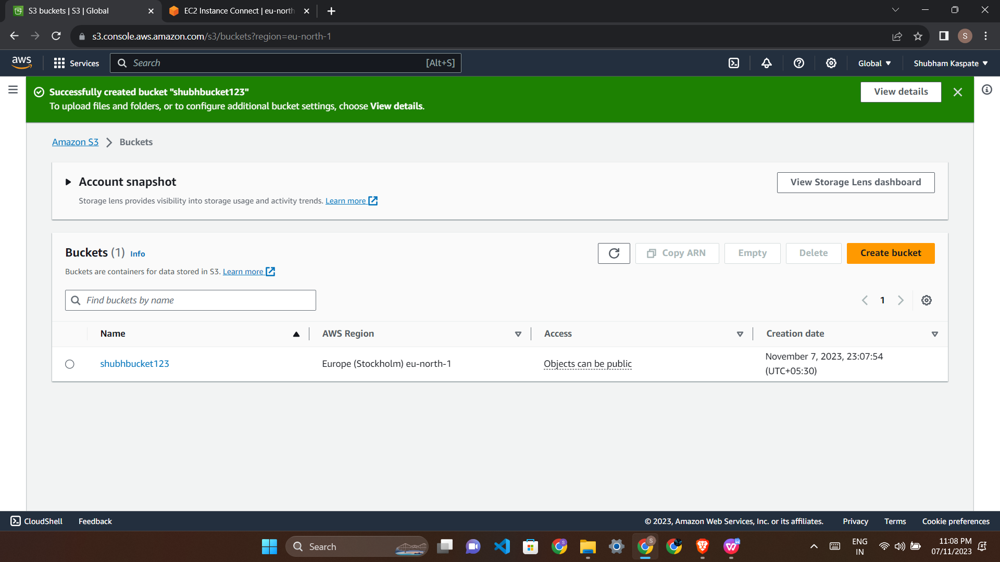 S3 buckets | S3 | Global
EC2 Instance Connect | eu-north
s3.console.aws.amazon.com/s3/buckets?region=eu-north-1
S
aws
Services
Search
[Alt+S]
Global
Shubham Kaspate
Successfully created bucket "shubhbucket123"
To upload files and folders, or to configure additional bucket settings, choose View details.
View details
Amazon S3
Buckets
Account snapshot
View Storage Lens dashboard
Storage lens provides visibility into storage usage and activity trends. Learn more
Buckets (1) Info
Copy ARN
Empty
Delete
Create bucket
Buckets are containers for data stored in S3. Learn more
Find buckets by name
1
Name
AWS Region
Access
Creation date
shubhbucket123
Europe (Stockholm) eu-north-1
Objects can be public
November 7, 2023, 23:07:54
(UTC+05:30)
CloudShell
Feedback
© 2023, Amazon Web Services, Inc. or its affiliates.
Privacy
Terms
Cookie preferences
Search
ENG
IN
11:08 PM
07/11/2023